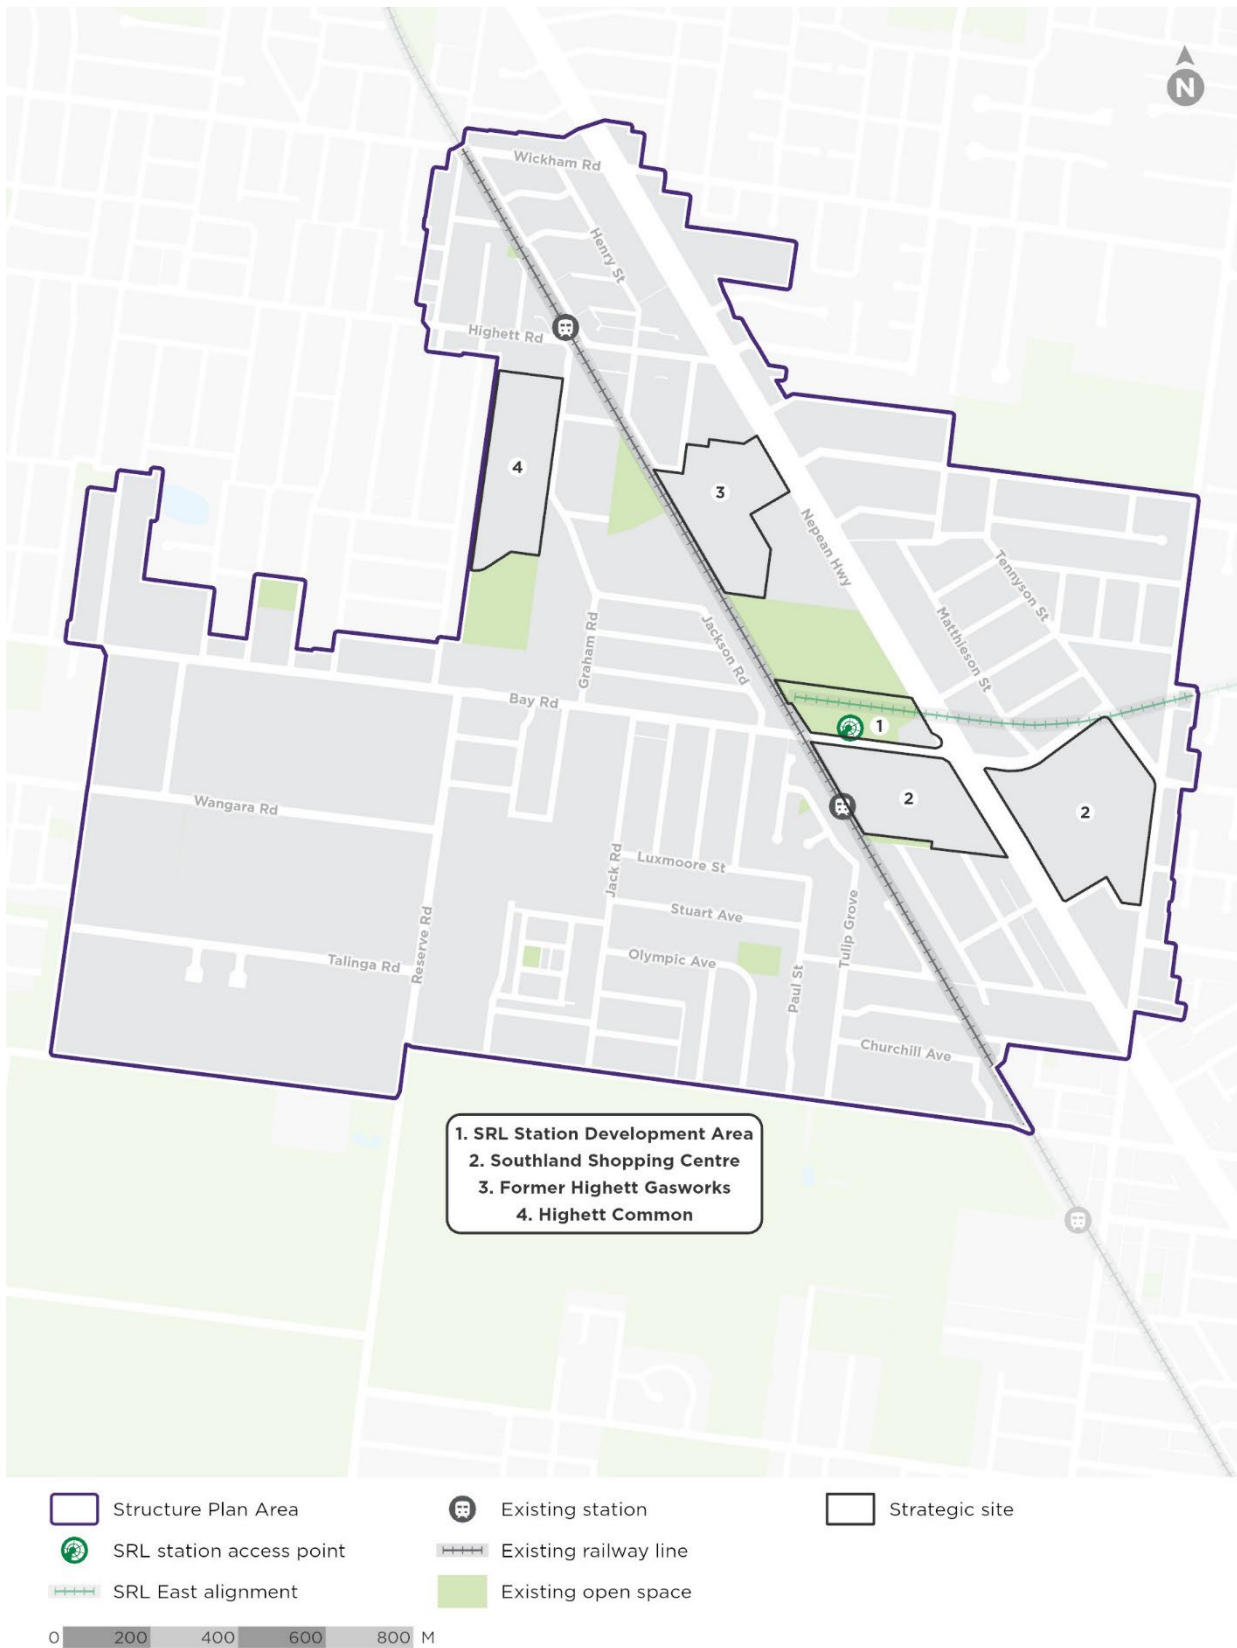 N
Wickham Rd
Henry St
Highett Rd
4
3
Nepean Hwy
Tennyson St
Matthieson St
Graham Rd
Jackson Rd
Bay Rd
1
2
2
Wangara Rd
Jack Rd
Luxmoore St
Stuart Ave
Reserve Rd
Talinga Rd
Olympic Ave
Paul St
Tulip Grove
Churchill Ave
1. SRL Station Development Area
2. Southland Shopping Centre
3. Former Highett Gasworks
4. Highett Common
Structure Plan Area
Existing station
Strategic site
SRL station access point
Existing railway line
SRL East alignment
Existing open space
0 200 400 600 800 M